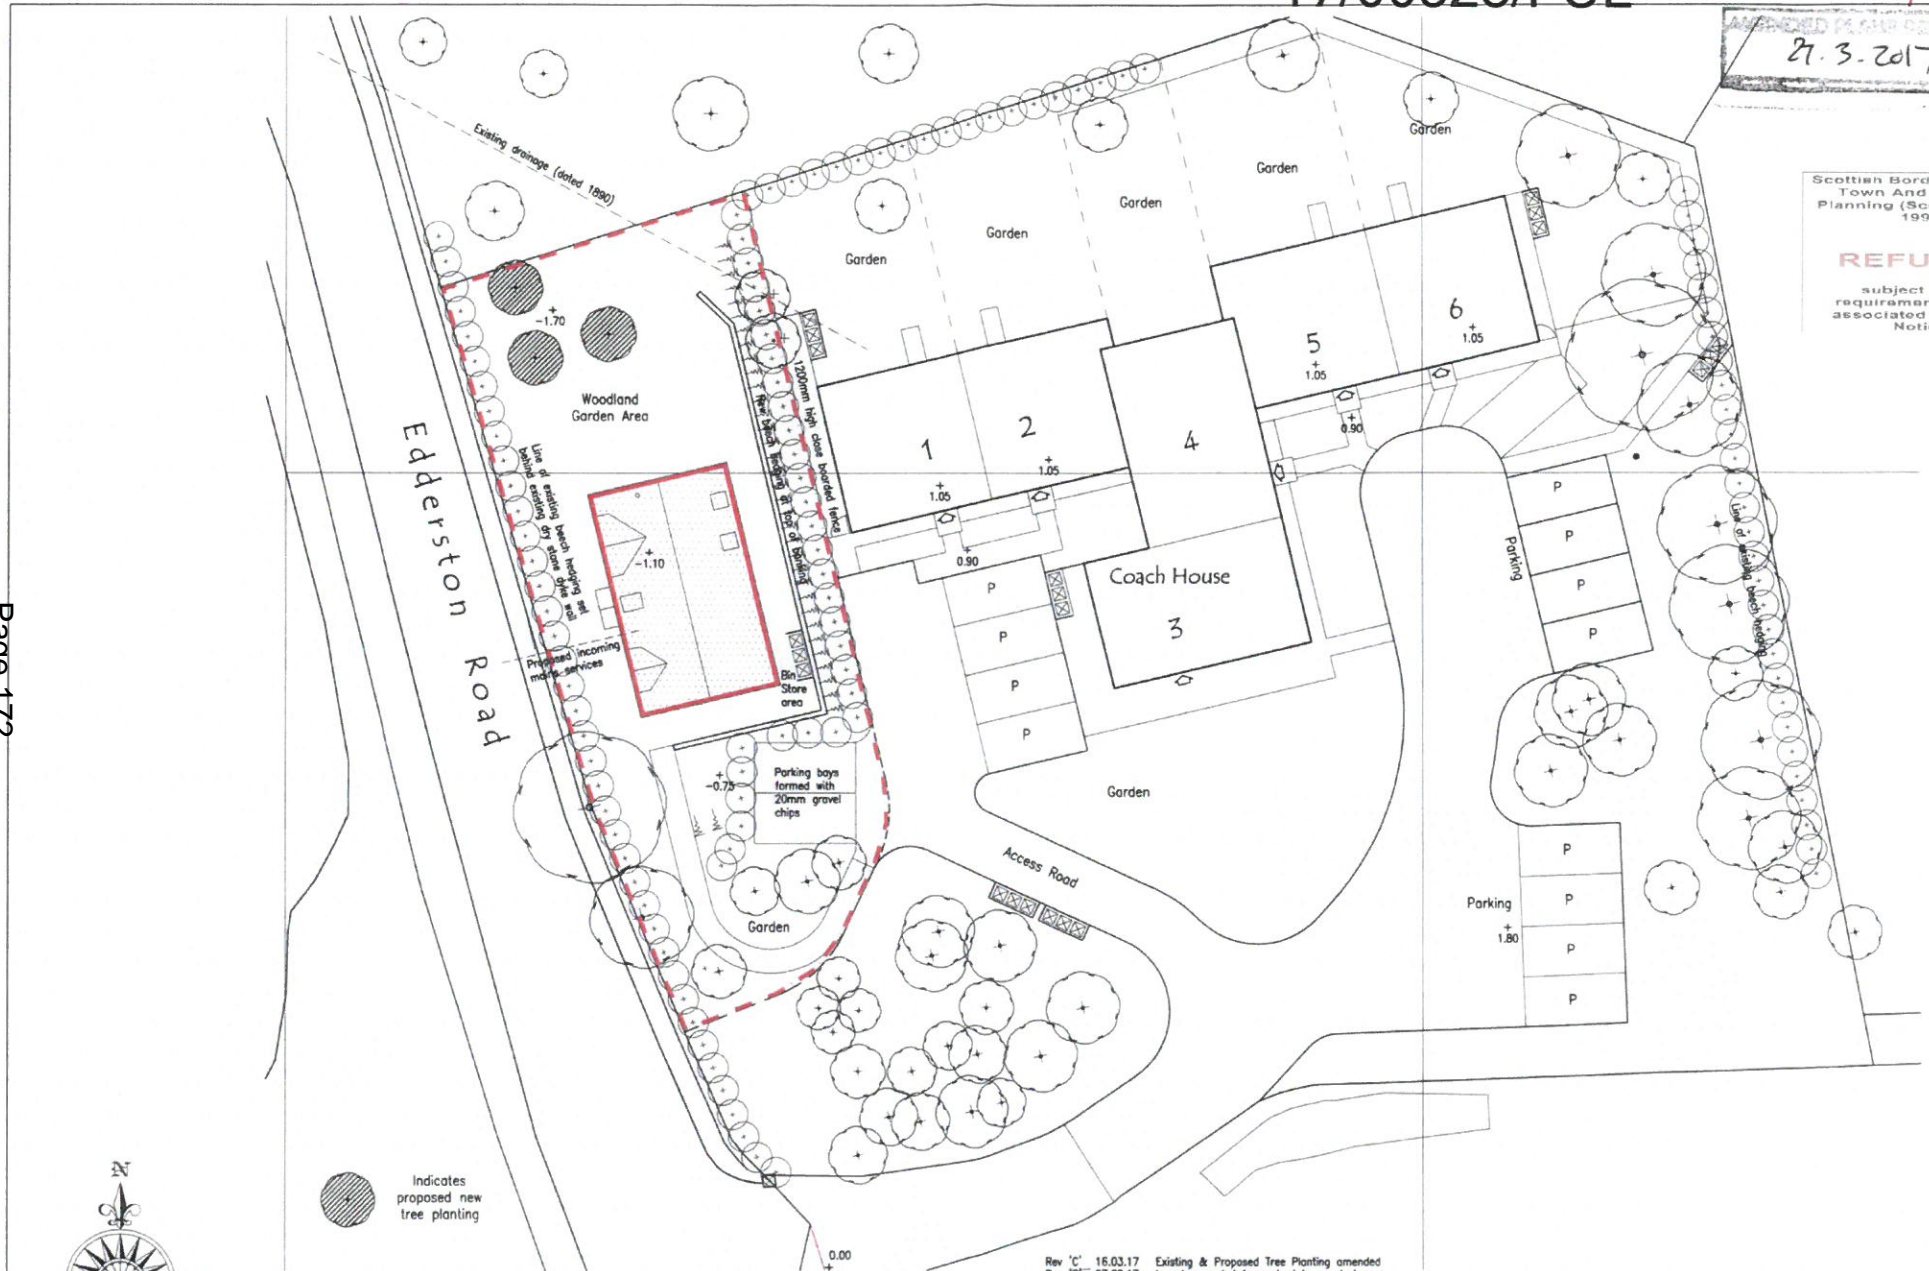 27.3.2017
Existing drainage (dated 1890)
Garden
Garden
Garden
Garden
Garden
Scottish Bord
Town And
Planning (Sc
199
REFU
subject
requiremen
associated
Noti
-1.70
Woodland
Garden Area
Line of existing beech hedging set
behind existing dry stone dyke wall
Edderston Road
-1.10
Proposed incoming
mains services
Bin
Store
area
New beech hedging at top of banking
1200mm high close borded fence
1
1.05
2
1.05
0.90
4
5
1.05
6
1.05
0.90
Coach House
3
P
P
P
P
Parking
P
P
P
P
Line of existing beech hedging
-0.75
Parking bays
formed with
20mm gravel
chips
Garden
Garden
Access Road
Parking
1.80
P
P
P
P
Page 172
N
Indicates
proposed new
tree planting
0.00
Rev 'C' 16.03.17 Existing & Proposed Tree Planting amended